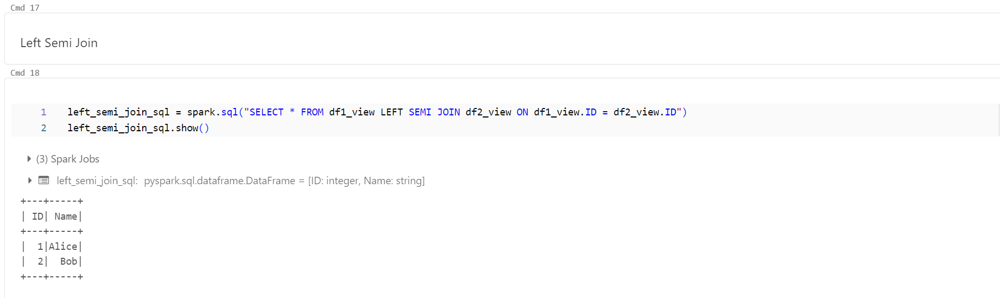 Cmd 17
Left Semi Join
Cmd 18
1 left_semi_join_sql = spark.sql("SELECT * FROM df1_view LEFT SEMI JOIN df2_view ON df1_view.ID = df2_view.ID")
2 left_semi_join_sql.show()
(3) Spark Jobs
left_semi_join_sql: pyspark.sql.dataframe.DataFrame = [ID: integer, Name: string]
+---+-----+
| ID| Name|
+---+-----+
|  1|Alice|
|  2|  Bob|
+---+-----+